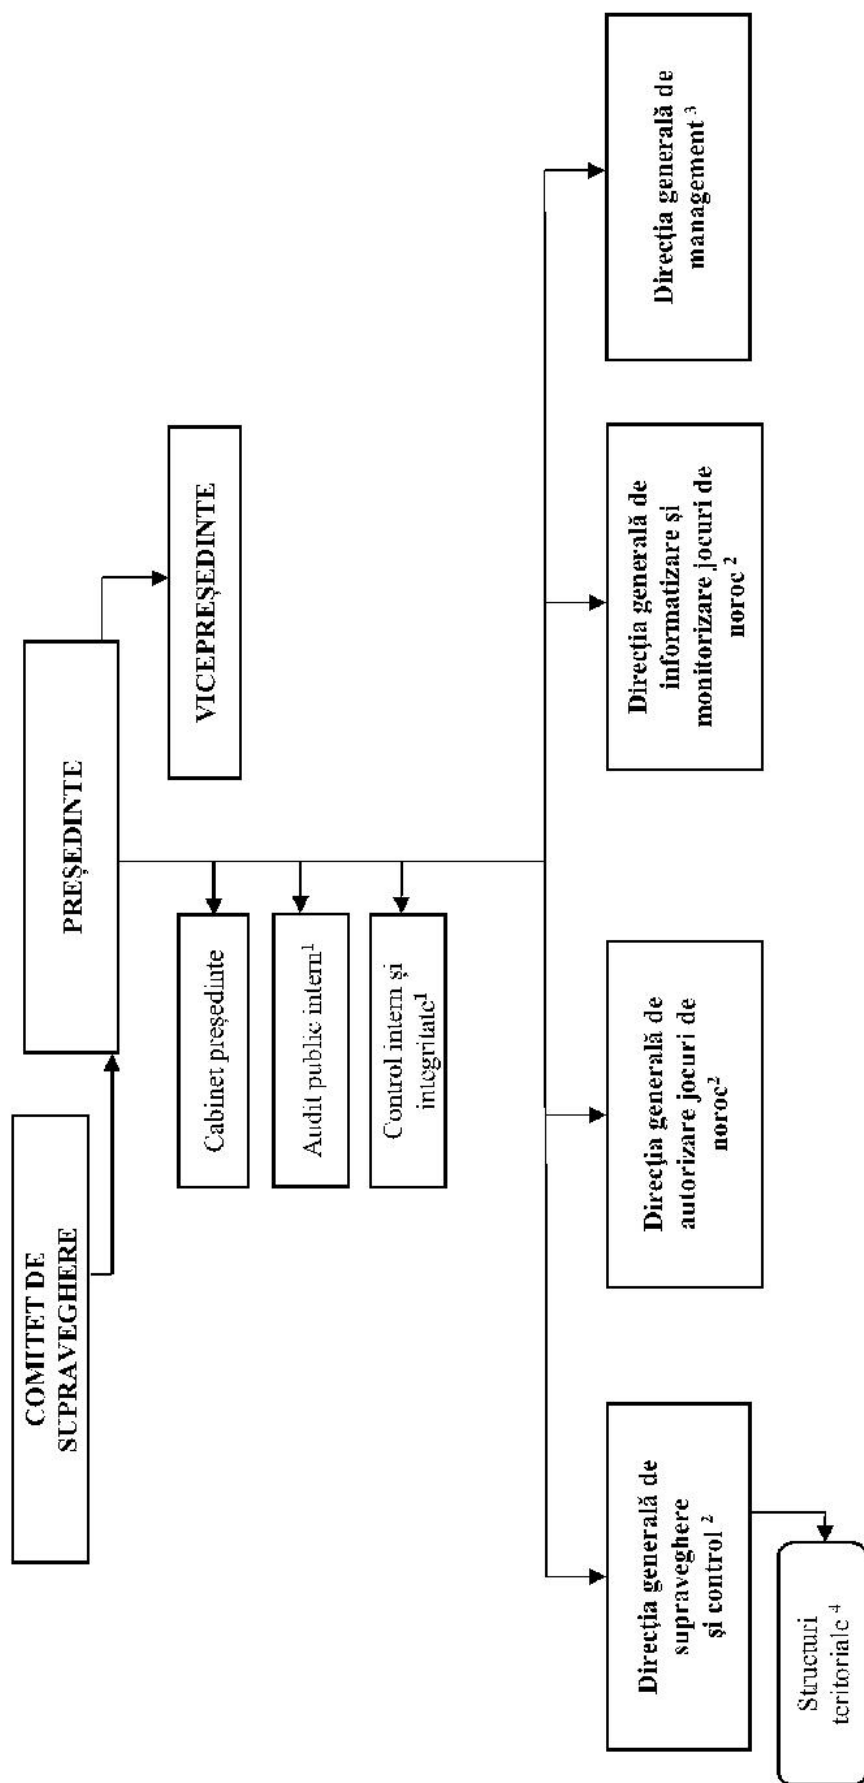 COMITET DE
SUPRAVEGHERE
PREȘEDINTE
VICEPREȘEDINTE
Cabinet președinte
Audit public intern¹
Control intern și
integritate¹
Direcția generală de
supraveghere
și control ²
Direcția generală de
autorizare jocuri de
noroc²
Direcția generală de
informatizare și
monitorizare jocuri de
noroc ²
Direcția generală de
management ³
Structuri
teritoriale ⁴